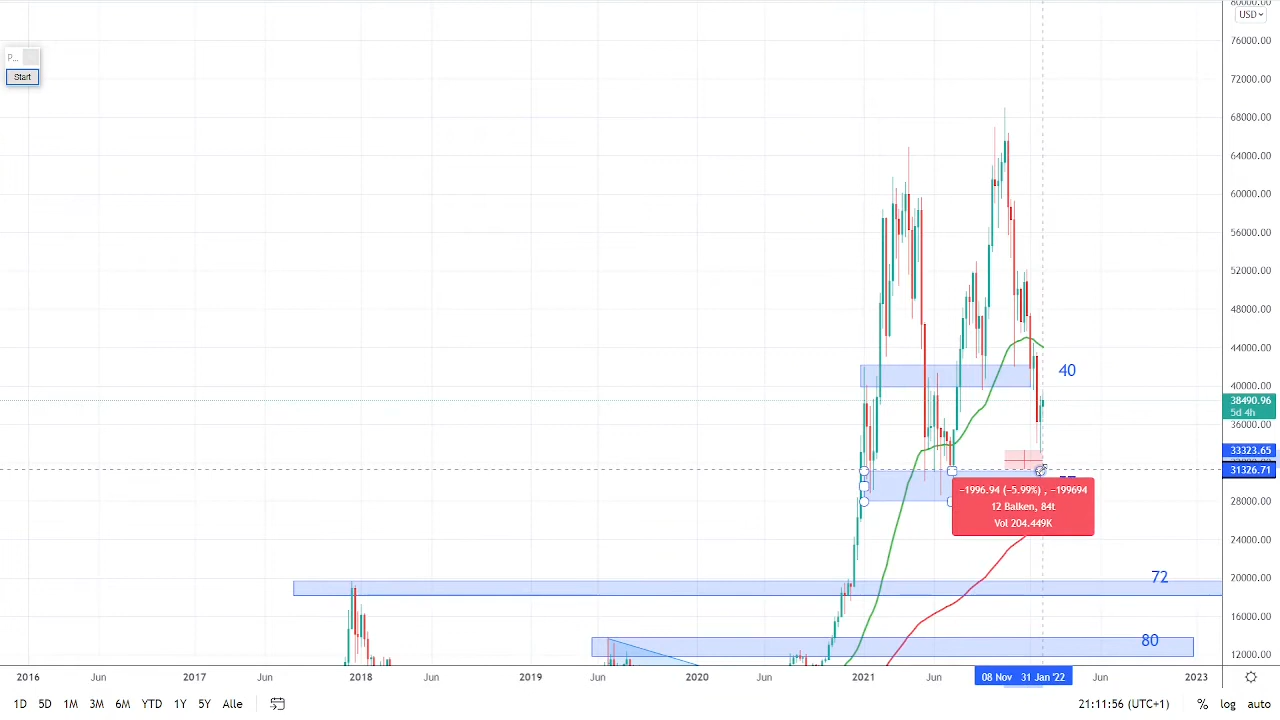 80000.00
USD
76000.00
P...
72000.00
Start
68000.00
64000.00
60000.00
56000.00
52000.00
48000.00
44000.00
40
40000.00
38490.96
5d 4h
36000.00
33323.65
31326.71
−1996.94 (−5.99%) , −199694
12 Balken, 84t
Vol 204.449K
28000.00
24000.00
72
20000.00
16000.00
80
12000.00
2016 Jun 2017 Jun 2018 Jun 2019 Jun 2020 Jun 2021 Jun 08 Nov 31 Jan '22 Jun 2023
1D 5D 1M 3M 6M YTD 1Y 5Y Alle 21:11:56 (UTC+1) % log auto